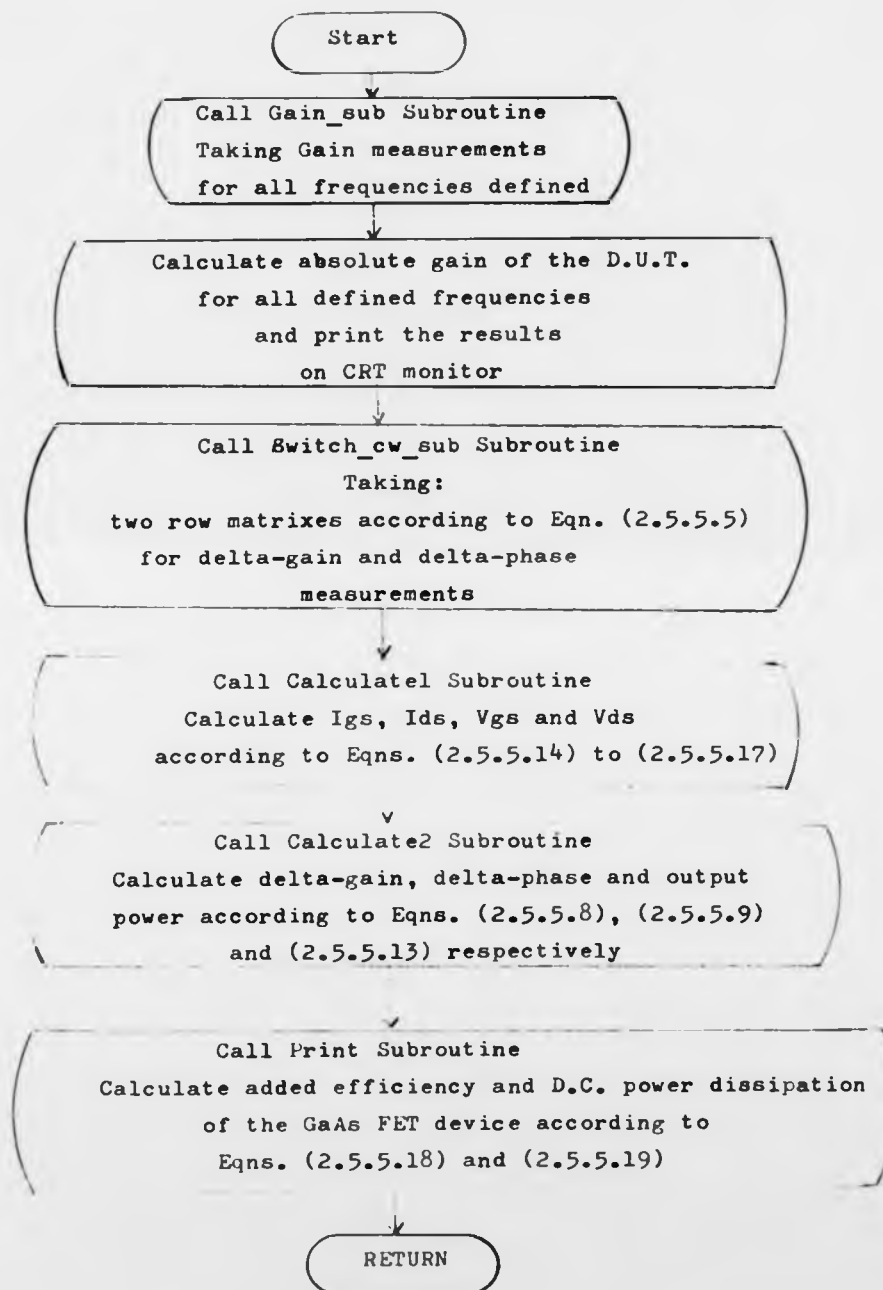 Start
Call Gain_sub Subroutine
Taking Gain measurements
for all frequencies defined
Calculate absolute gain of the D.U.T.
for all defined frequencies
and print the results
on CRT monitor
Call Switch_cw_sub Subroutine
Taking:
two row matrixes according to Eqn. (2.5.5.5)
for delta-gain and delta-phase
measurements
Call Calculate1 Subroutine
Calculate Igs, Ids, Vgs and Vds
according to Eqns. (2.5.5.14) to (2.5.5.17)
Call Calculate2 Subroutine
Calculate delta-gain, delta-phase and output
power according to Eqns. (2.5.5.8), (2.5.5.9)
and (2.5.5.13) respectively
Call Print Subroutine
Calculate added efficiency and D.C. power dissipation
of the GaAs FET device according to
Eqns. (2.5.5.18) and (2.5.5.19)
RETURN